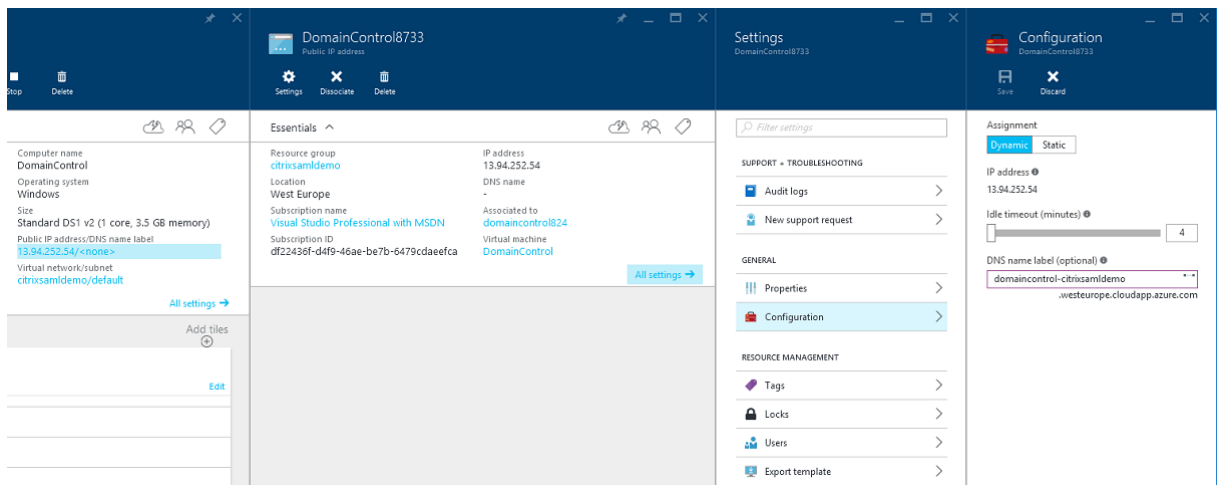 Stop
Delete
Computer name
DomainControl
Operating system
Windows
Size
Standard DS1 v2 (1 core, 3.5 GB memory)
Public IP address/DNS name label
13.94.252.54/<none>
Virtual network/subnet
citrixsamldemo/default
All settings →
Add tiles
Edit
DomainControl8733
Public IP address
Settings
Dissociate
Delete
Essentials
Resource group
citrixsamldemo
Location
West Europe
Subscription name
Visual Studio Professional with MSDN
Subscription ID
df22436f-d4f9-46ae-be7b-6479cdaeefca
IP address
13.94.252.54
DNS name
-
Associated to
domaincontrol824
Virtual machine
DomainControl
All settings →
Settings
DomainControl8733
Filter settings
SUPPORT + TROUBLESHOOTING
Audit logs
New support request
GENERAL
Properties
Configuration
RESOURCE MANAGEMENT
Tags
Locks
Users
Export template
Configuration
DomainControl8733
Save
Discard
Assignment
Dynamic
Static
IP address
13.94.252.54
Idle timeout (minutes)
4
DNS name label (optional)
domaincontrol-citrixsamldemo
.westeurope.cloudapp.azure.com